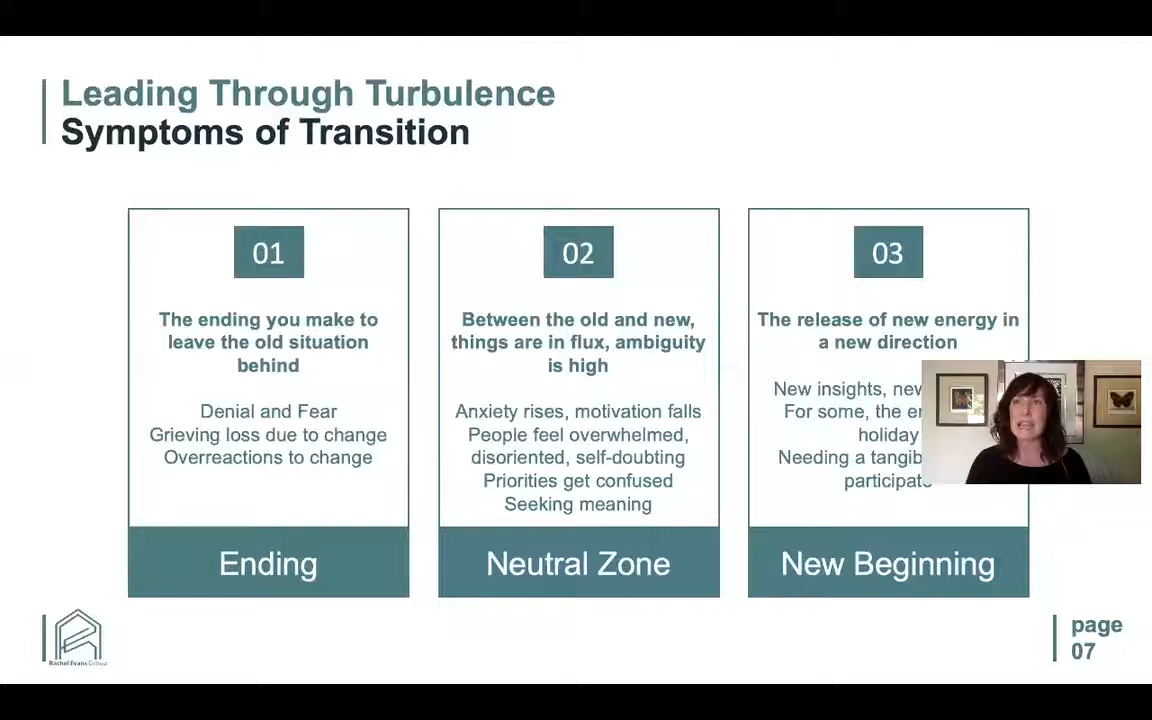 Leading Through Turbulence
Symptoms of Transition
01
The ending you make to
leave the old situation
behind
Denial and Fear
Grieving loss due to change
Overreactions to change
Ending
02
Between the old and new,
things are in flux, ambiguity
is high
Anxiety rises, motivation falls
People feel overwhelmed,
disoriented, self-doubting
Priorities get confused
Seeking meaning
Neutral Zone
03
The release of new energy in
a new direction
New insights, new
For some, the
holiday
Needing a
participate
New Beginning
Rachel Evans Group
page
07